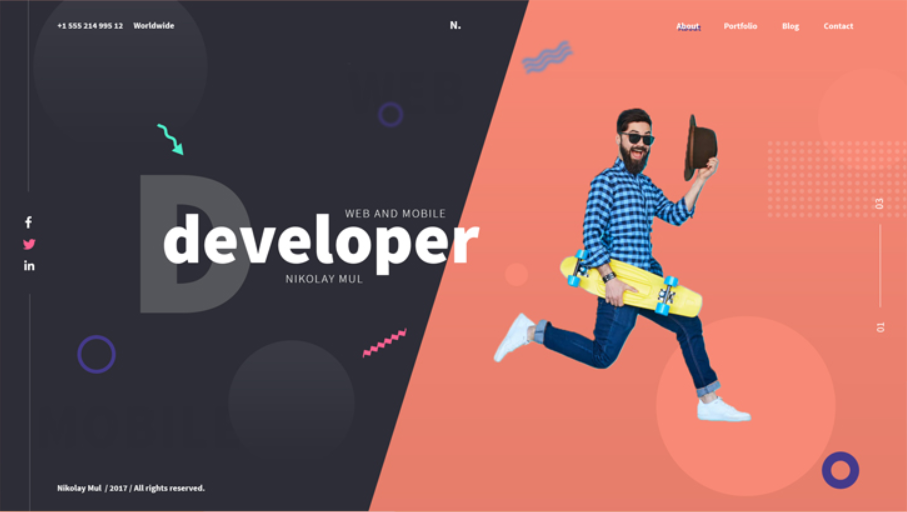 +1 555 214 995 12 Worldwide
N.
About Portfolio Blog Contact
D
WEB AND MOBILE
developer
NIKOLAY MUL
03
01
Nikolay Mul / 2017 / All rights reserved.